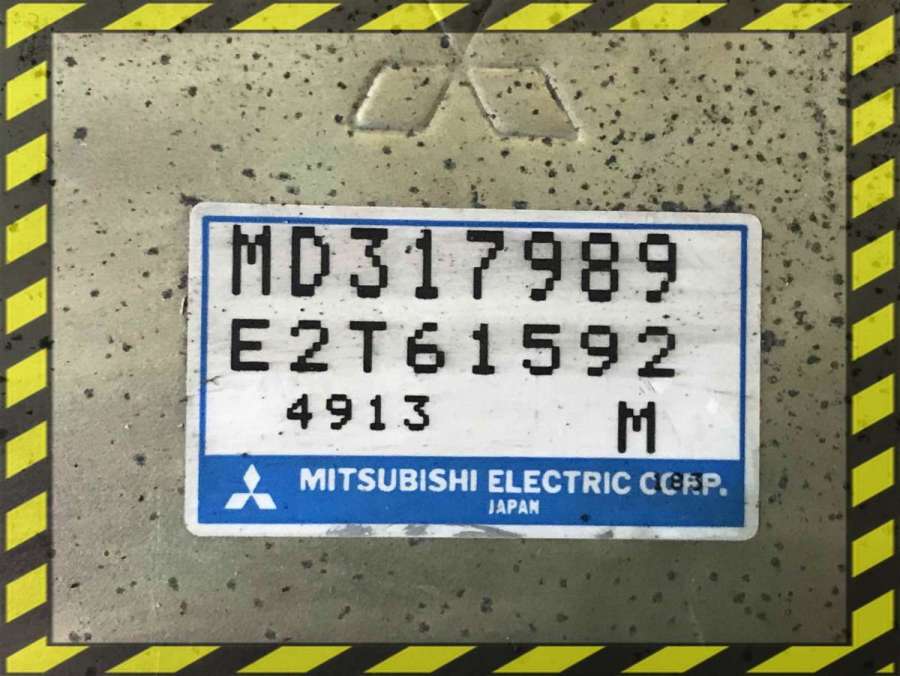 MD317989
E2T61592
4913 M
MITSUBISHI ELECTRIC CORP.
JAPAN